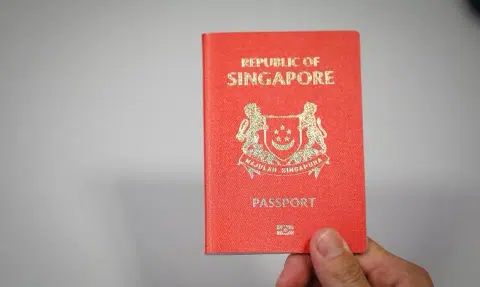 REPUBLIC OF
SINGAPORE
MAJULAH SINGAPURA
PASSPORT